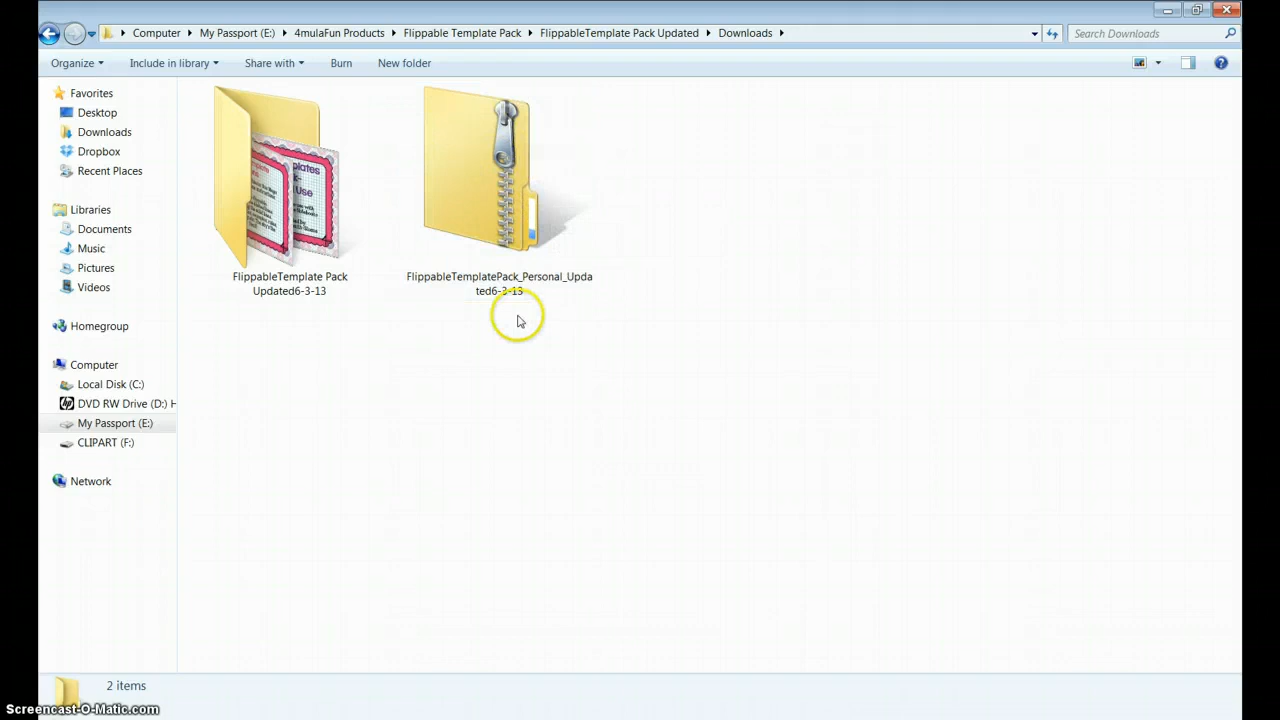 Computer My Passport (E:) 4mulaFun Products Flippable Template Pack FlippableTemplate Pack Updated Downloads
Search Downloads
Organize Include in library Share with Burn New folder
Favorites
Desktop
Downloads
Dropbox
Recent Places
Libraries
Documents
Music
Pictures
Videos
Homegroup
Computer
Local Disk (C:)
DVD RW Drive (D:) H
My Passport (E:)
CLIPART (F:)
Network
FlippableTemplate Pack
Updated6-3-13
FlippableTemplatePack_Personal_Upda
ted6-3-13
2 items
Screencast-O-Matic.com